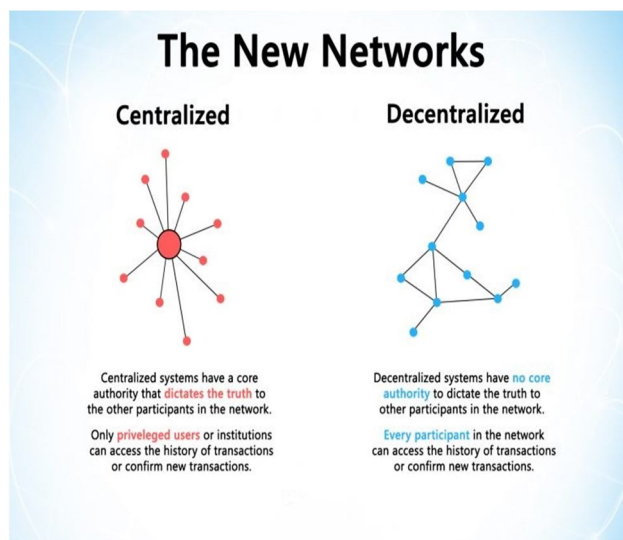 The New Networks
Centralized
Decentralized
Centralized systems have a core
authority that dictates the truth to
the other participants in the network.
Only priveleged users or institutions
can access the history of transactions
or confirm new transactions.
Decentralized systems have no core
authority to dictate the truth to
other participants in the network.
Every participant in the network
can access the history of transactions
or confirm new transactions.